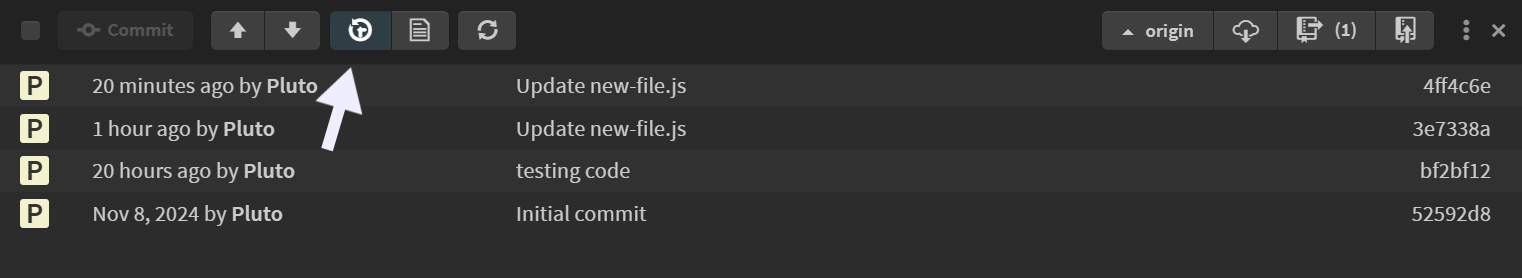 Commit origin (1)
P 20 minutes ago by Pluto Update new-file.js 4ff4c6e
P 1 hour ago by Pluto Update new-file.js 3e7338a
P 20 hours ago by Pluto testing code bf2bf12
P Nov 8, 2024 by Pluto Initial commit 52592d8